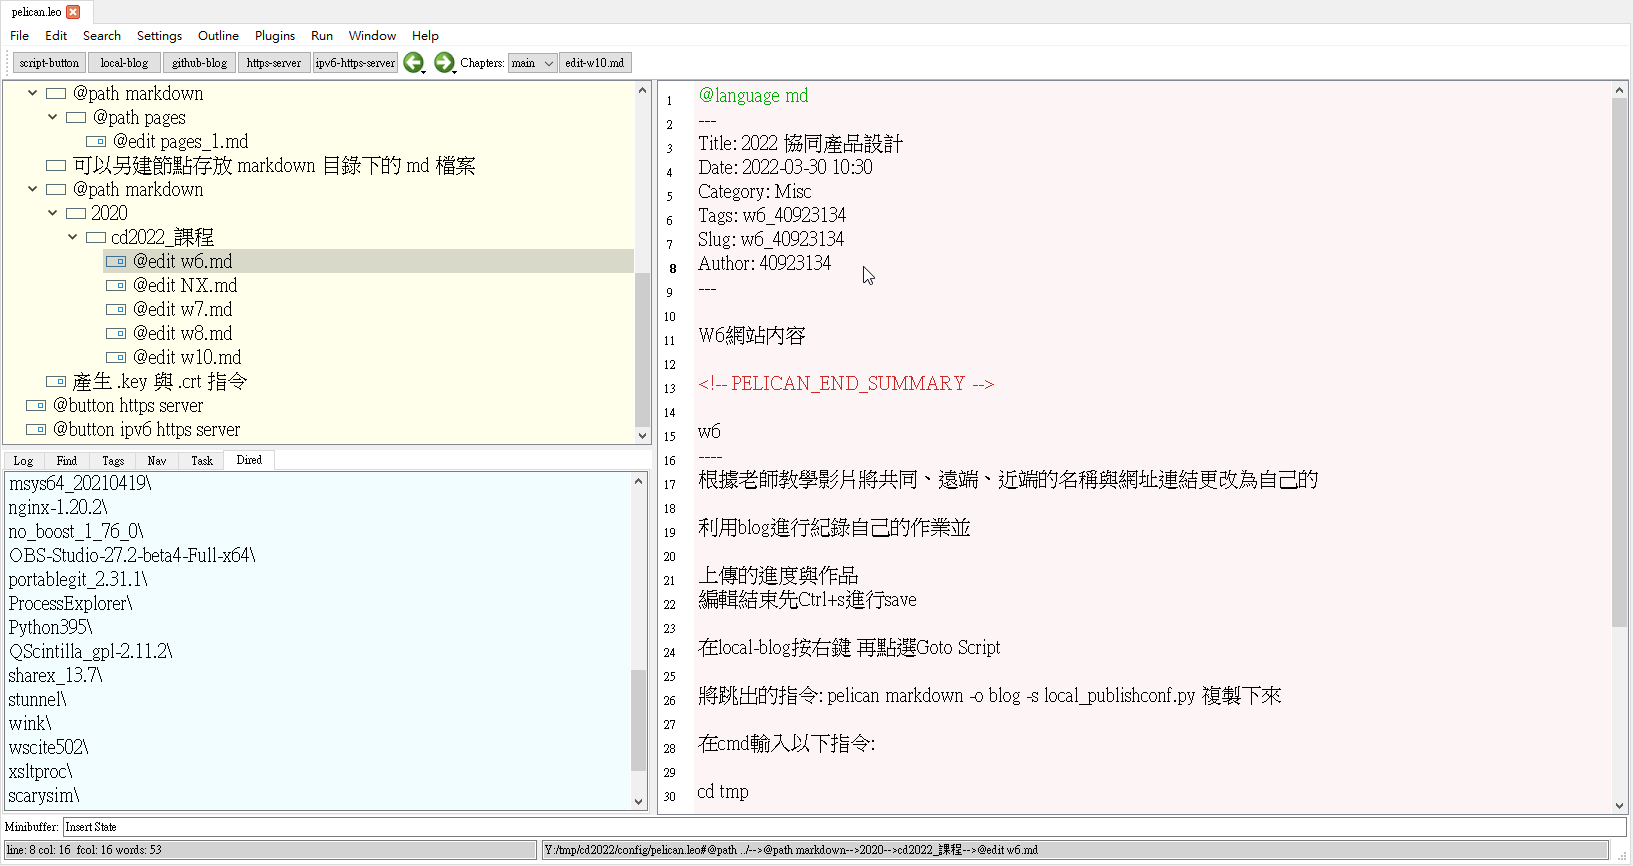 pelican.leo
File Edit Search Settings Outline Plugins Run Window Help
script-button local-blog github-blog https-server ipv6-https-server Chapters: main edit-w10.md
@path markdown
@path pages
@edit pages_1.md
可以另建節點存放 markdown 目錄下的 md 檔案
@path markdown
2020
cd2022_課程
@edit w6.md
@edit NX.md
@edit w7.md
@edit w8.md
@edit w10.md
產生 .key 與 .crt 指令
@button https server
@button ipv6 https server
Log Find Tags Nav Task Dired
msys64_20210419\
nginx-1.20.2\
no_boost_1_76_0\
OBS-Studio-27.2-beta4-Full-x64\
portablegit_2.31.1\
ProcessExplorer\
Python395\
QScintilla_gpl-2.11.2\
sharex_13.7\
stunnel\
wink\
wscite502\
xsltproc\
scarysim\
1 @language md
2 ---
3 Title: 2022 協同產品設計
4 Date: 2022-03-30 10:30
5 Category: Misc
6 Tags: w6_40923134
7 Slug: w6_40923134
8 Author: 40923134
9 ---
10
11 W6網站內容
12
13 <!-- PELICAN_END_SUMMARY -->
14
15 w6
16 ----
17 根據老師教學影片將共同、遠端、近端的名稱與網址連結更改為自己的
18
19 利用blog進行紀錄自己的作業並
20
21 上傳的進度與作品
22 編輯結束先Ctrl+s進行save
23
24 在local-blog按右鍵 再點選Goto Script
25
26 將跳出的指令: pelican markdown -o blog -s local_publishconf.py 複製下來
27
28 在cmd輸入以下指令:
29
30 cd tmp
Minibuffer: Insert State
line: 8 col: 16 fcol: 16 words: 53 Y:/tmp/cd2022/config/pelican.leo#@path ../-->@path markdown-->2020-->cd2022_課程-->@edit w6.md